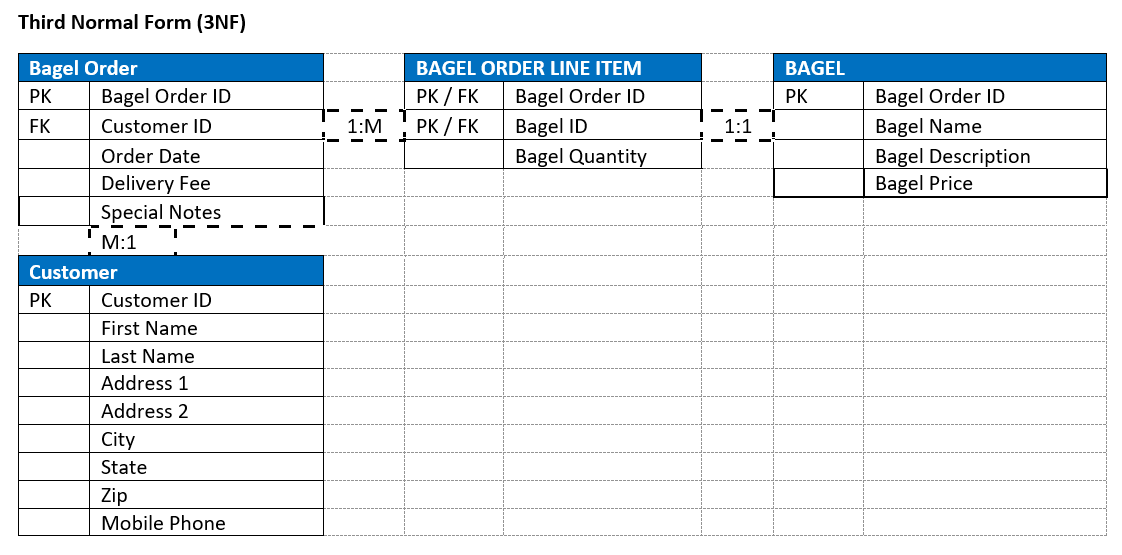 Third Normal Form (3NF)
Bagel Order BAGEL ORDER LINE ITEM BAGEL
PK Bagel Order ID PK / FK Bagel Order ID PK Bagel Order ID
FK Customer ID 1:M PK / FK Bagel ID 1:1 Bagel Name
Order Date Bagel Quantity Bagel Description
Delivery Fee Bagel Price
Special Notes
M:1
Customer
PK Customer ID
First Name
Last Name
Address 1
Address 2
City
State
Zip
Mobile Phone